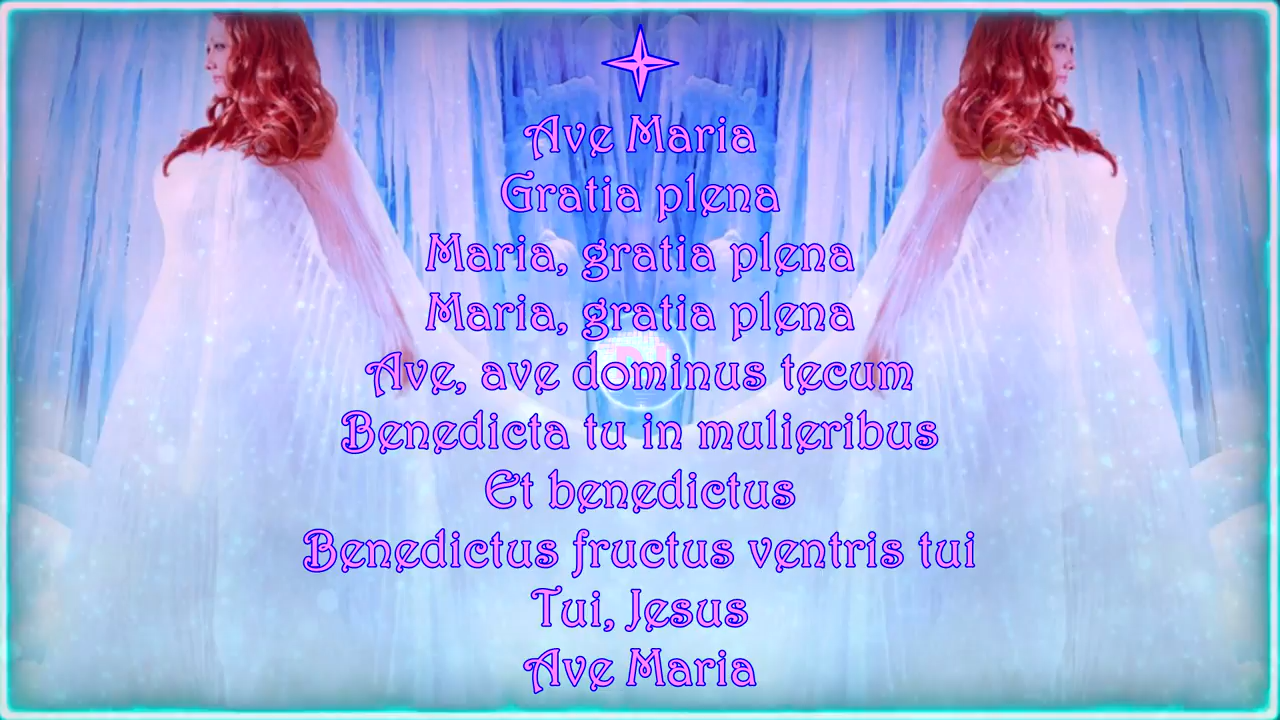 Ave Maria
Gratia plena
Maria, gratia plena
Maria, gratia plena
Ave, ave dominus tecum
Benedicta tu in mulieribus
Et benedictus
Benedictus fructus ventris tui
Tui, Jesus
Ave Maria